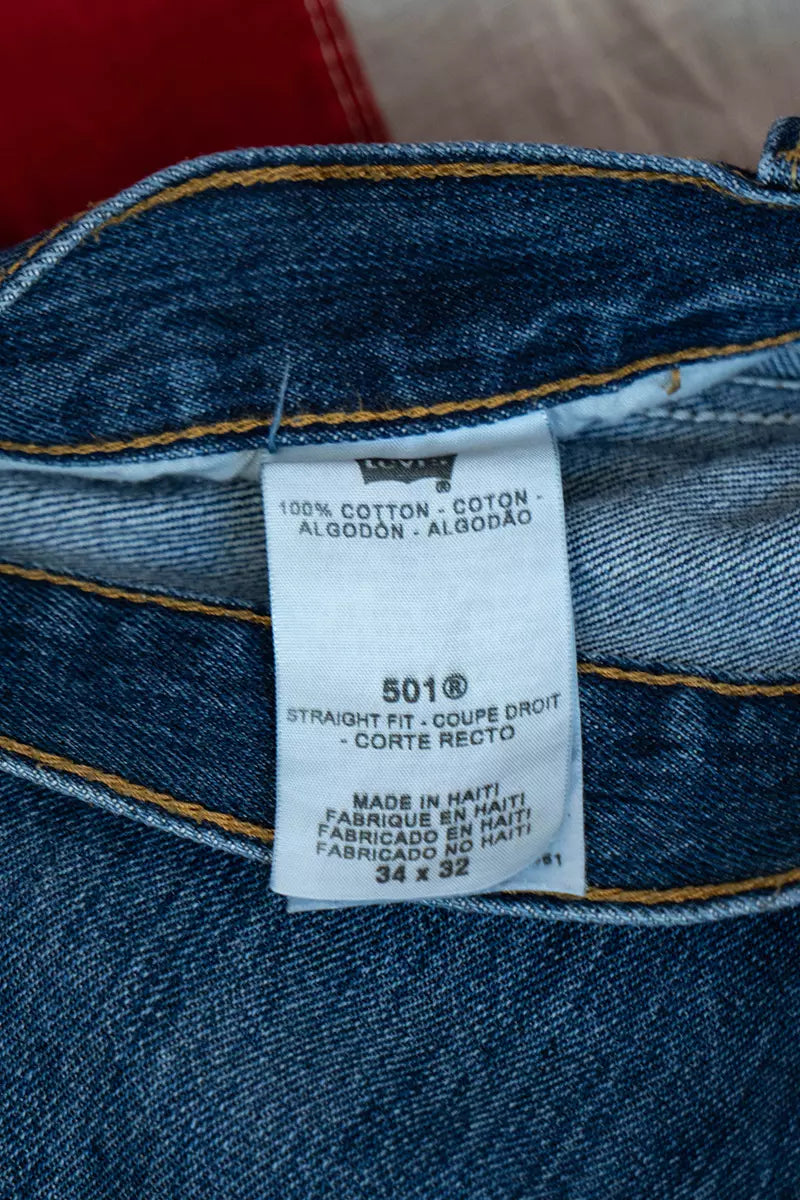 LEVI'S
®
100% COTTON - COTON -
ALGODÓN - ALGODÃO
501®
STRAIGHT FIT - COUPE DROIT
- CORTE RECTO
MADE IN HAITI
FABRIQUE EN HAITI
FABRICADO EN HAITI
FABRICADO NO HAITI
34 x 32